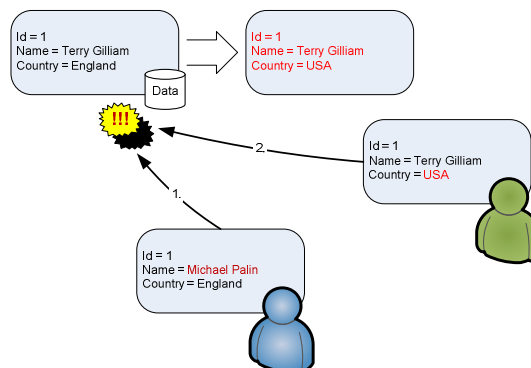 Id = 1
Name = Terry Gilliam
Country = England
Data
Id = 1
Name = Terry Gilliam
Country = USA
!!!
2.
Id = 1
Name = Terry Gilliam
Country = USA
1.
Id = 1
Name = Michael Palin
Country = England